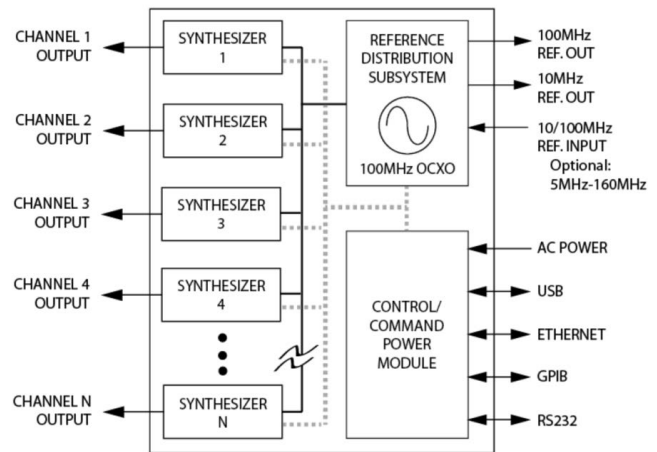 CHANNEL 1
OUTPUT
SYNTHESIZER
1
CHANNEL 2
OUTPUT
SYNTHESIZER
2
CHANNEL 3
OUTPUT
SYNTHESIZER
3
CHANNEL 4
OUTPUT
SYNTHESIZER
4
CHANNEL N
OUTPUT
SYNTHESIZER
N
REFERENCE
DISTRIBUTION
SUBSYSTEM
100MHz OCXO
100MHz
REF. OUT
10MHz
REF. OUT
10/100MHz
REF. INPUT
Optional:
5MHz-160MHz
CONTROL/
COMMAND
POWER
MODULE
AC POWER
USB
ETHERNET
GPIB
RS232